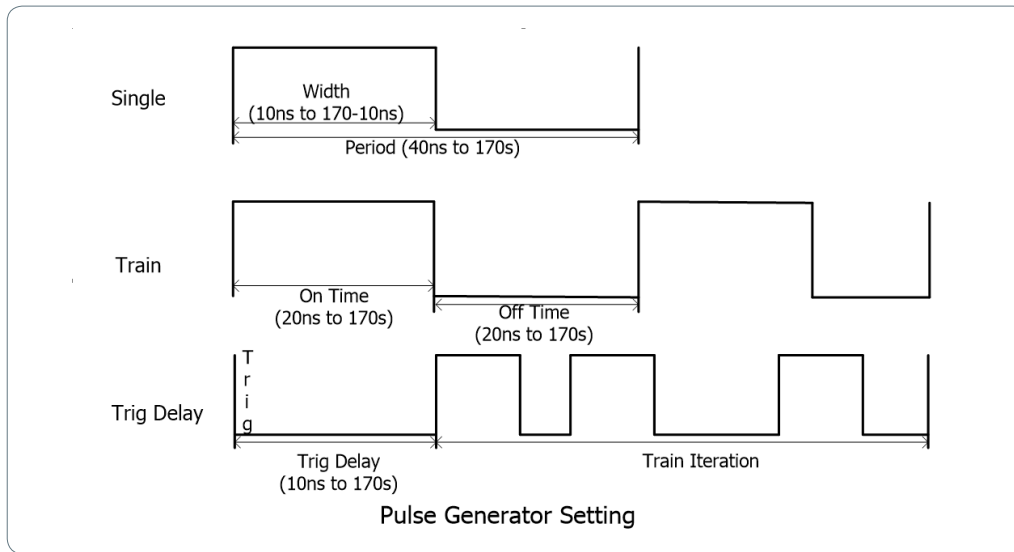 Single
Width
(10ns to 170-10ns)
Period (40ns to 170s)
Train
On Time
(20ns to 170s)
Off Time
(20ns to 170s)
Trig
Trig Delay
Trig Delay
(10ns to 170s)
Train Iteration
Pulse Generator Setting